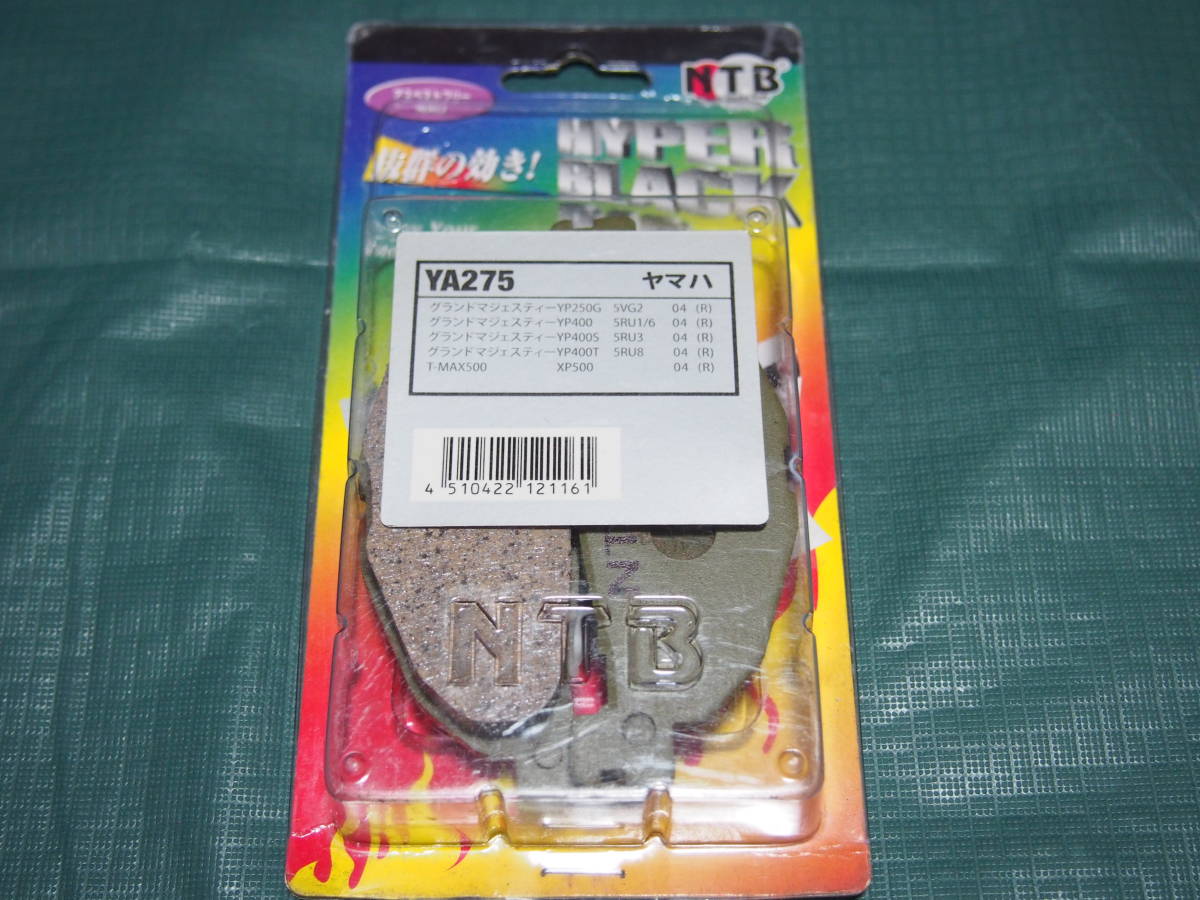 NTB
抜群の効き!
HYPER
BLACK
Your
YA275 ヤマハ
グランドマジェスティーYP250G 5VG2 04 (R)
グランドマジェスティーYP400 5RU1/6 04 (R)
グランドマジェスティーYP400S 5RU3 04 (R)
グランドマジェスティーYP400T 5RU8 04 (R)
T-MAX500 XP500 04 (R)
4 510422 121161
NTB